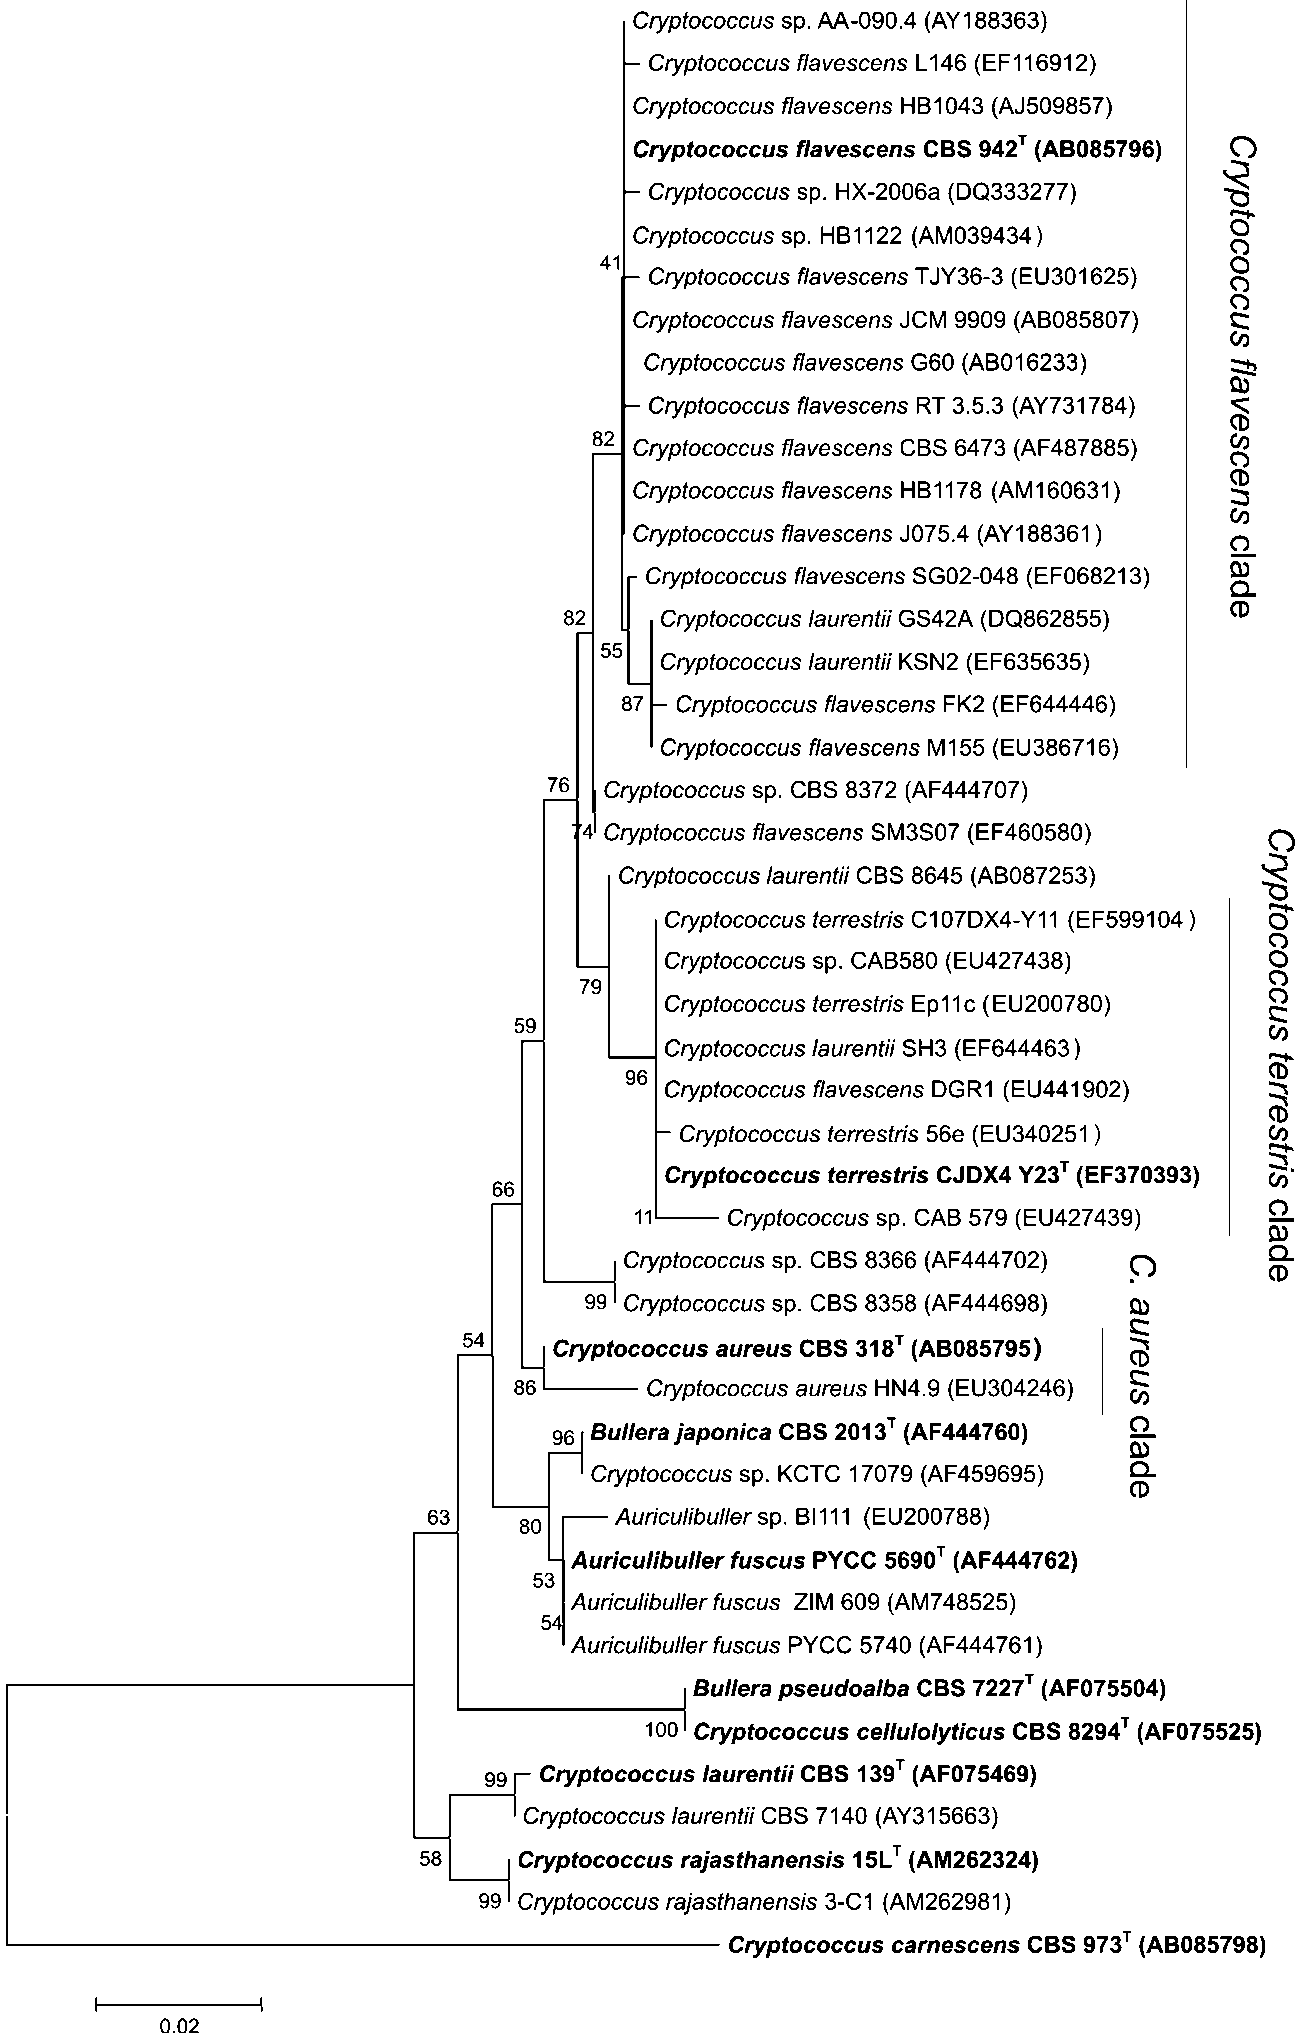 Cryptococcus sp. AA-090.4 (AY188363)
Cryptococcus flavescens L146 (EF116912)
Cryptococcus flavescens HB1043 (AJ509857)
Cryptococcus flavescens CBS 942T (AB085796)
Cryptococcus sp. HX-2006a (DQ333277)
Cryptococcus sp. HB1122 (AM039434)
41
Cryptococcus flavescens TJY36-3 (EU301625)
Cryptococcus flavescens JCM 9909 (AB085807)
Cryptococcus flavescens G60 (AB016233)
Cryptococcus flavescens RT 3.5.3 (AY731784)
82
Cryptococcus flavescens CBS 6473 (AF487885)
Cryptococcus flavescens HB1178 (AM160631)
Cryptococcus flavescens J075.4 (AY188361)
Cryptococcus flavescens SG02-048 (EF068213)
82
Cryptococcus laurentii GS42A (DQ862855)
55
Cryptococcus laurentii KSN2 (EF635635)
87
Cryptococcus flavescens FK2 (EF644446)
Cryptococcus flavescens M155 (EU386716)
Cryptococcus flavescens clade
76
Cryptococcus sp. CBS 8372 (AF444707)
74
Cryptococcus flavescens SM3S07 (EF460580)
Cryptococcus laurentii CBS 8645 (AB087253)
Cryptococcus terrestris C107DX4-Y11 (EF599104)
Cryptococcus sp. CAB580 (EU427438)
79
Cryptococcus terrestris Ep11c (EU200780)
59
Cryptococcus laurentii SH3 (EF644463)
96
Cryptococcus flavescens DGR1 (EU441902)
Cryptococcus terrestris 56e (EU340251)
Cryptococcus terrestris CJDX4 Y23T (EF370393)
66
11
Cryptococcus sp. CAB 579 (EU427439)
Cryptococcus terrestris clade
Cryptococcus sp. CBS 8366 (AF444702)
99
Cryptococcus sp. CBS 8358 (AF444698)
54
Cryptococcus aureus CBS 318T (AB085795)
86
Cryptococcus aureus HN4.9 (EU304246)
C. aureus clade
96
Bullera japonica CBS 2013T (AF444760)
Cryptococcus sp. KCTC 17079 (AF459695)
63
80
Auriculibuller sp. BI111 (EU200788)
Auriculibuller fuscus PYCC 5690T (AF444762)
53
Auriculibuller fuscus ZIM 609 (AM748525)
54
Auriculibuller fuscus PYCC 5740 (AF444761)
Bullera pseudoalba CBS 7227T (AF075504)
100
Cryptococcus cellulolyticus CBS 8294T (AF075525)
99
Cryptococcus laurentii CBS 139T (AF075469)
Cryptococcus laurentii CBS 7140 (AY315663)
58
Cryptococcus rajasthanensis 15LT (AM262324)
99
Cryptococcus rajasthanensis 3-C1 (AM262981)
Cryptococcus carnescens CBS 973T (AB085798)
0.02